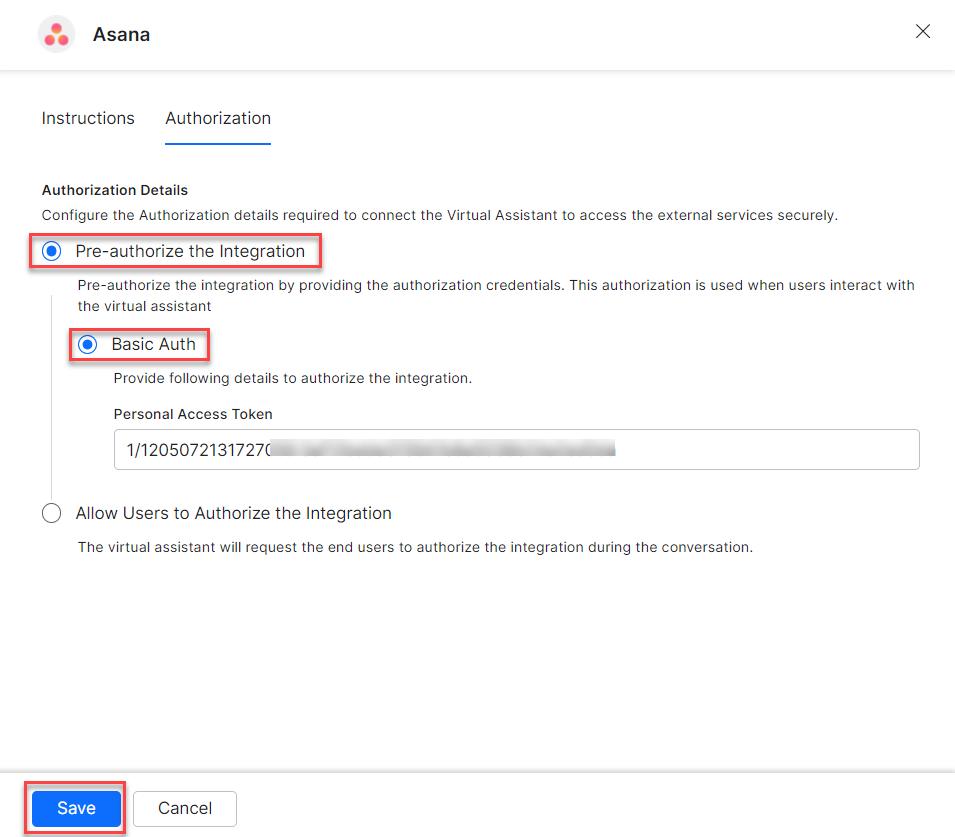 Asana
Instructions
Authorization
Authorization Details
Configure the Authorization details required to connect the Virtual Assistant to access the external services securely.
Pre-authorize the Integration
Pre-authorize the integration by providing the authorization credentials. This authorization is used when users interact with
the virtual assistant
Basic Auth
Provide following details to authorize the integration.
Personal Access Token
Allow Users to Authorize the Integration
The virtual assistant will request the end users to authorize the integration during the conversation.
Save
Cancel